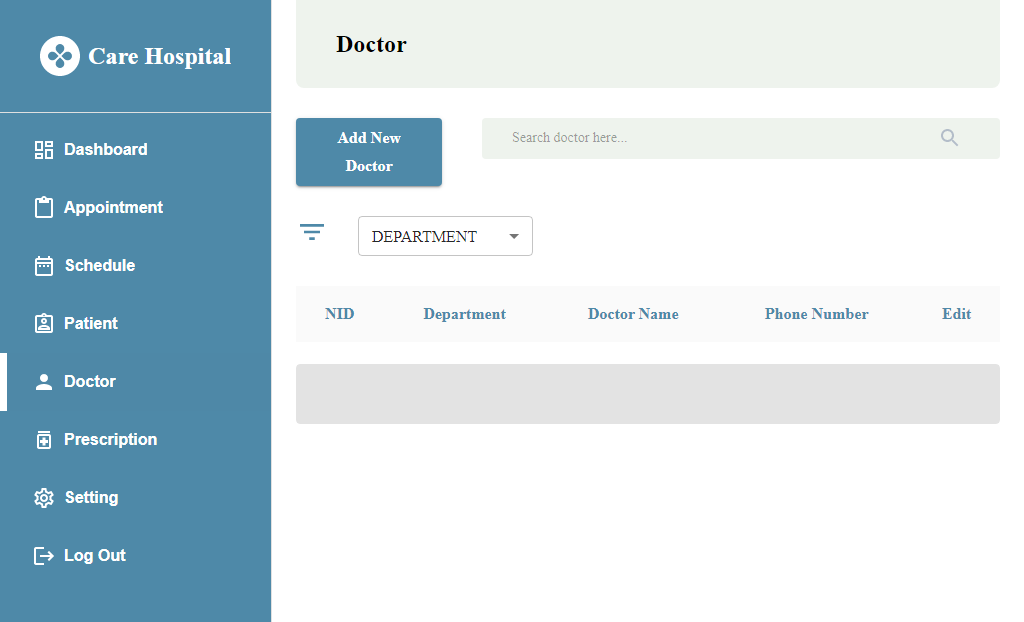 Care Hospital
Dashboard
Appointment
Schedule
Patient
Doctor
Prescription
Setting
Log Out
Doctor
Add New
Doctor
Search doctor here...
DEPARTMENT
NID Department Doctor Name Phone Number Edit